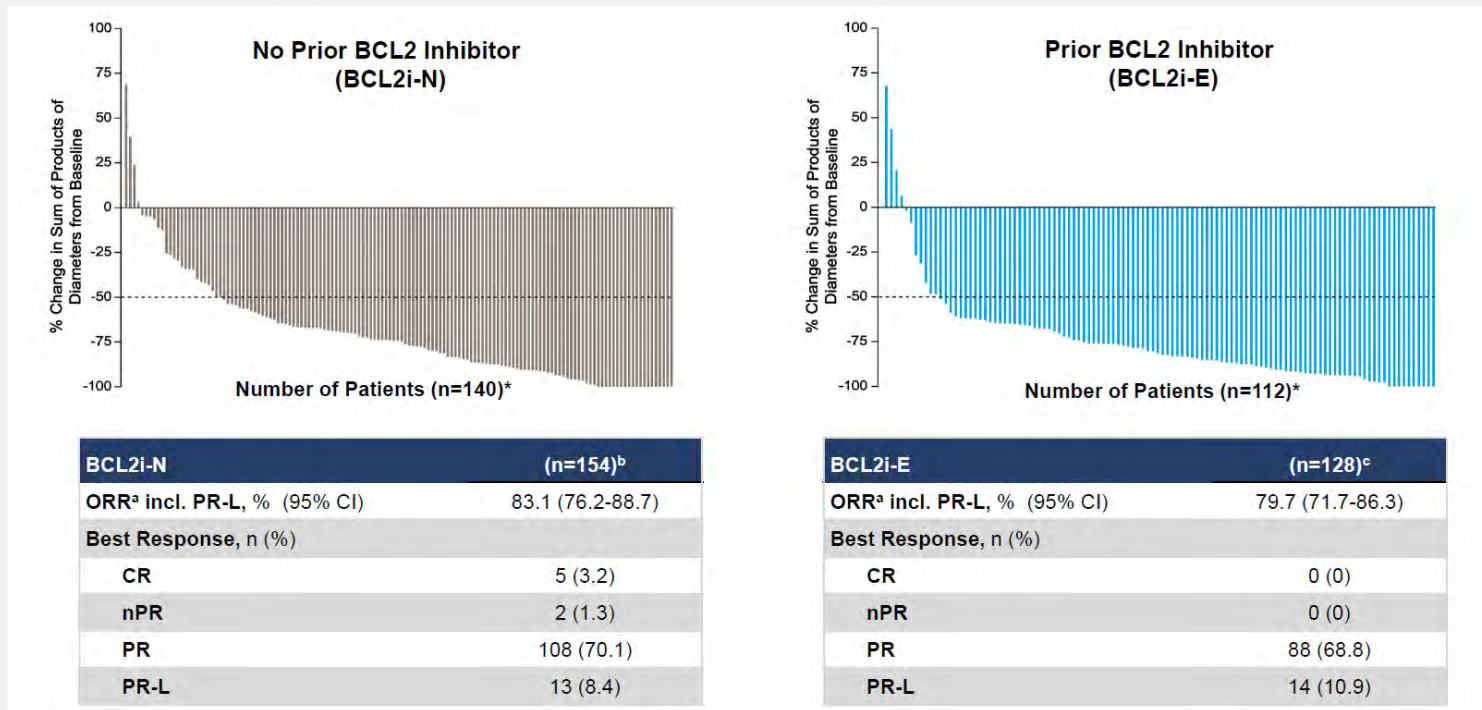 No Prior BCL2 Inhibitor
(BCL2i-N)
% Change in Sum of Products of
Diameters from Baseline
100
75
50
25
0
-25
-50
-75
-100
Number of Patients (n=140)*
Prior BCL2 Inhibitor
(BCL2i-E)
% Change in Sum of Products of
Diameters from Baseline
100
75
50
25
0
-25
-50
-75
-100
Number of Patients (n=112)*
BCL2i-N (n=154)ᵇ
ORRᵃ incl. PR-L, % (95% CI) 83.1 (76.2-88.7)
Best Response, n (%)
CR 5 (3.2)
nPR 2 (1.3)
PR 108 (70.1)
PR-L 13 (8.4)
BCL2i-E (n=128)ᶜ
ORRᵃ incl. PR-L, % (95% CI) 79.7 (71.7-86.3)
Best Response, n (%)
CR 0 (0)
nPR 0 (0)
PR 88 (68.8)
PR-L 14 (10.9)